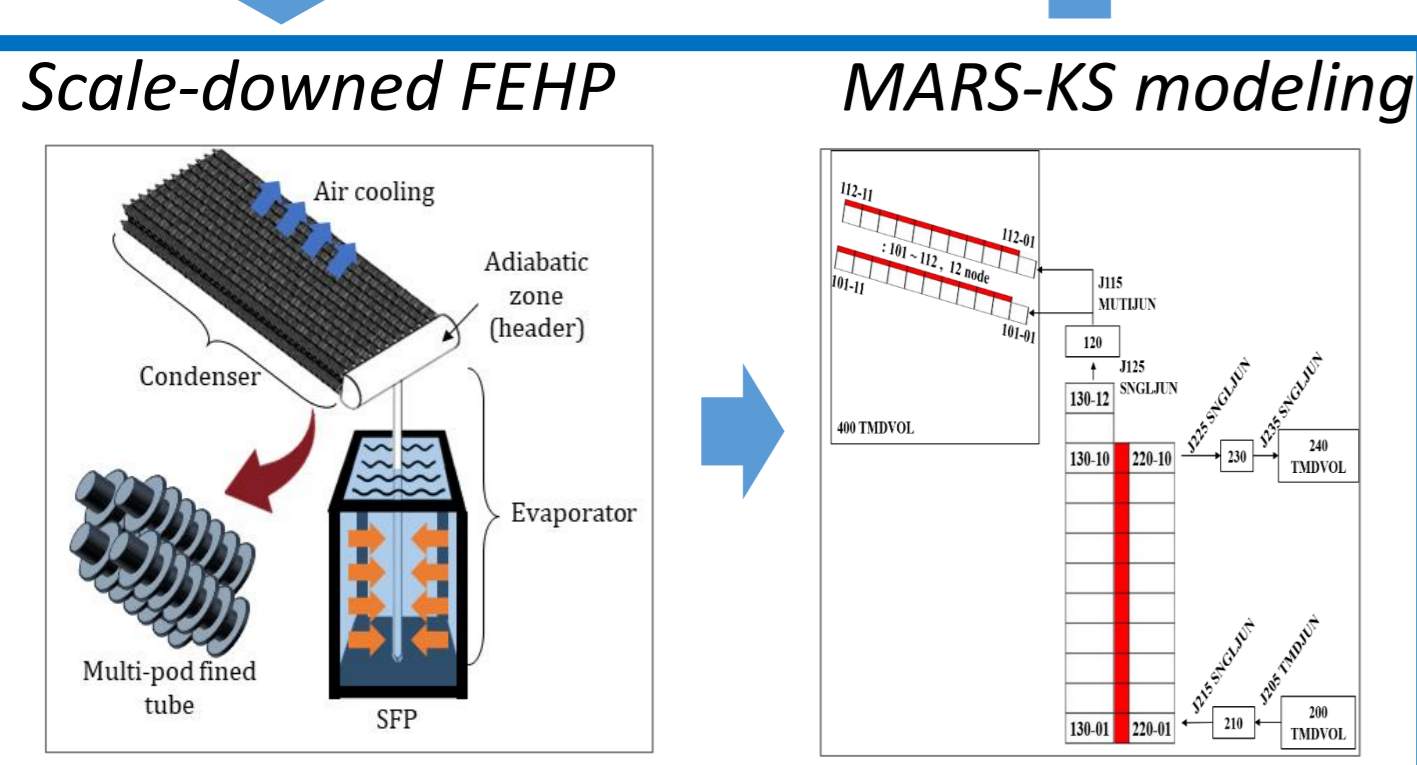 Scale-downed FEHP
MARS-KS modeling
Air cooling
Adiabatic
zone
(header)
Condenser
Evaporator
Multi-pod fined
tube
SFP
112-11
112-01
: 101 ~ 112 , 12 node
101-11
101-01
J115
MUTIJUN
120
J125
SNGLJUN
130-12
400 TMDVOL
130-10
220-10
J225 SNGLJUN
230
J235 SNGLJUN
240
TMDVOL
J215 SNGLJUN
J205 TMDJUN
130-01
220-01
210
200
TMDVOL